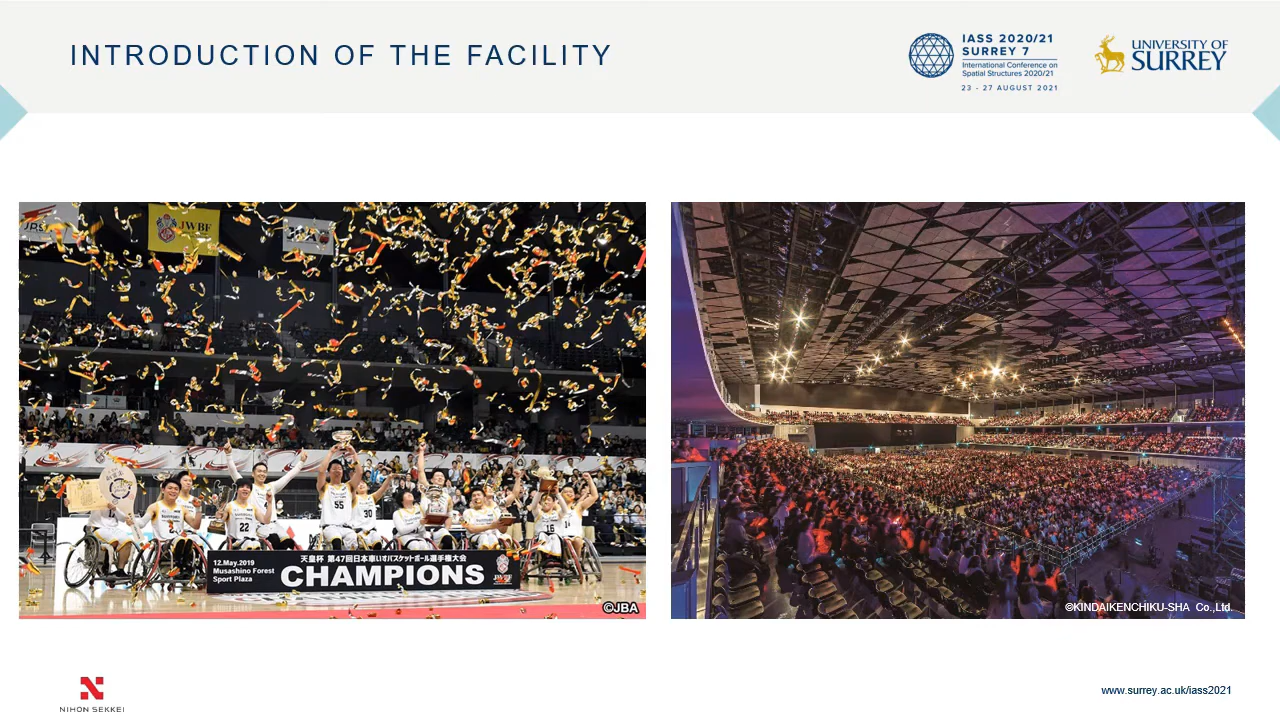 INTRODUCTION OF THE FACILITY
IASS 2020/21
SURREY 7
International Conference on
Spatial Structures 2020/21
23 - 27 AUGUST 2021
UNIVERSITY OF
SURREY
JWBF
55
30
22
16
14
12.May.2019
Musashino Forest
Sport Plaza
天皇杯 第47回日本車いすバスケットボール選手権大会
CHAMPIONS
JWBF
©JBA
©KINDAIKENCHIKU-SHA Co.,Ltd.
NIHON SEKKEI
www.surrey.ac.uk/iass2021